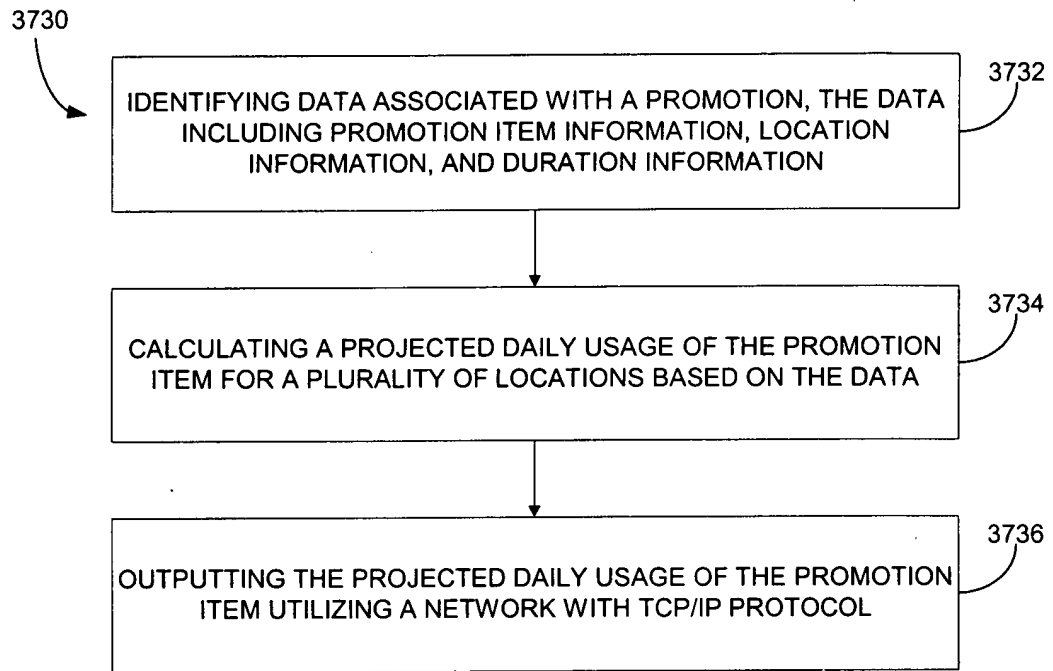 3730
3732
IDENTIFYING DATA ASSOCIATED WITH A PROMOTION, THE DATA
INCLUDING PROMOTION ITEM INFORMATION, LOCATION
INFORMATION, AND DURATION INFORMATION
3734
CALCULATING A PROJECTED DAILY USAGE OF THE PROMOTION
ITEM FOR A PLURALITY OF LOCATIONS BASED ON THE DATA
3736
OUTPUTTING THE PROJECTED DAILY USAGE OF THE PROMOTION
ITEM UTILIZING A NETWORK WITH TCP/IP PROTOCOL